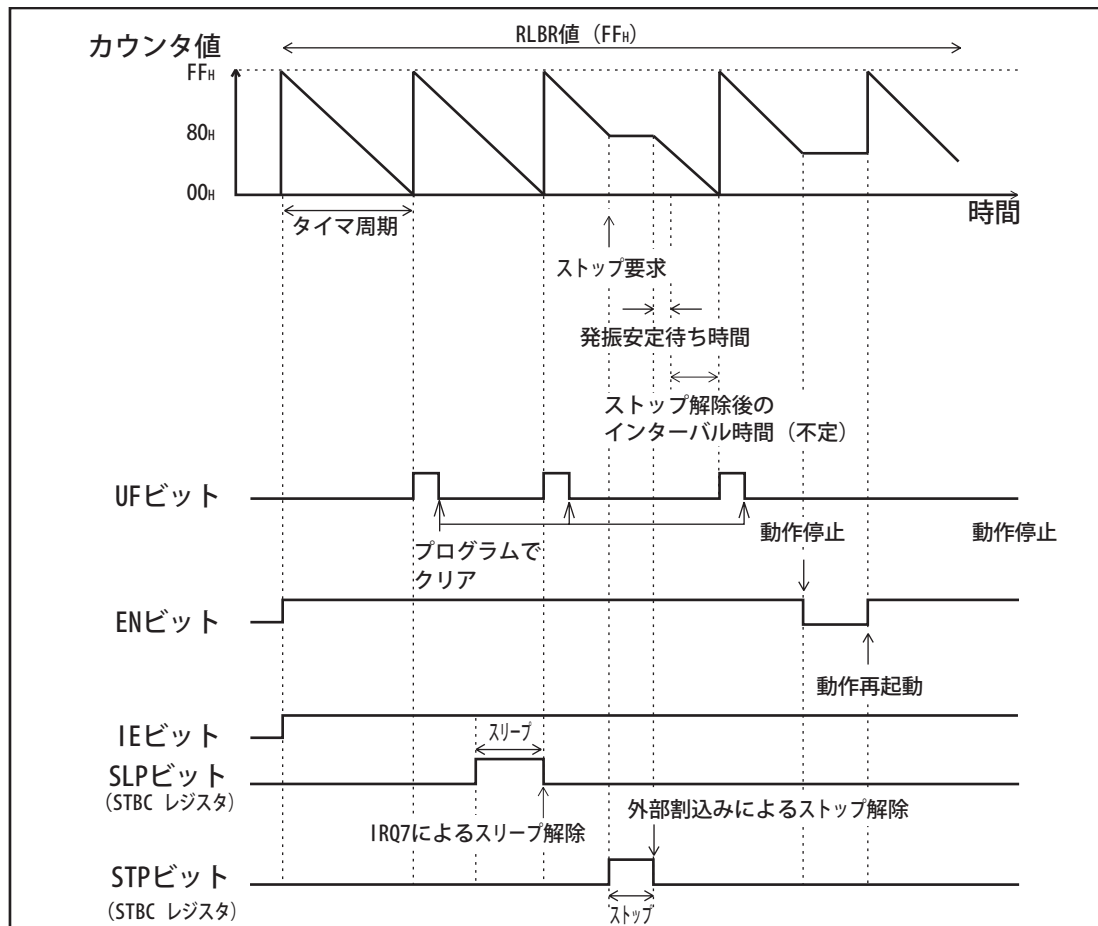 RLBR値 (FFH)
カウンタ値
FFH
80H
00H
時間
タイマ周期
ストップ要求
発振安定待ち時間
ストップ解除後の
インターバル時間 (不定)
UFビット
プログラムで
クリア
動作停止
動作停止
ENビット
動作再起動
IEビット
スリープ
SLPビット
(STBC レジスタ)
IRQ7によるスリープ解除
外部割込みによるストップ解除
STPビット
(STBC レジスタ)
ストップ